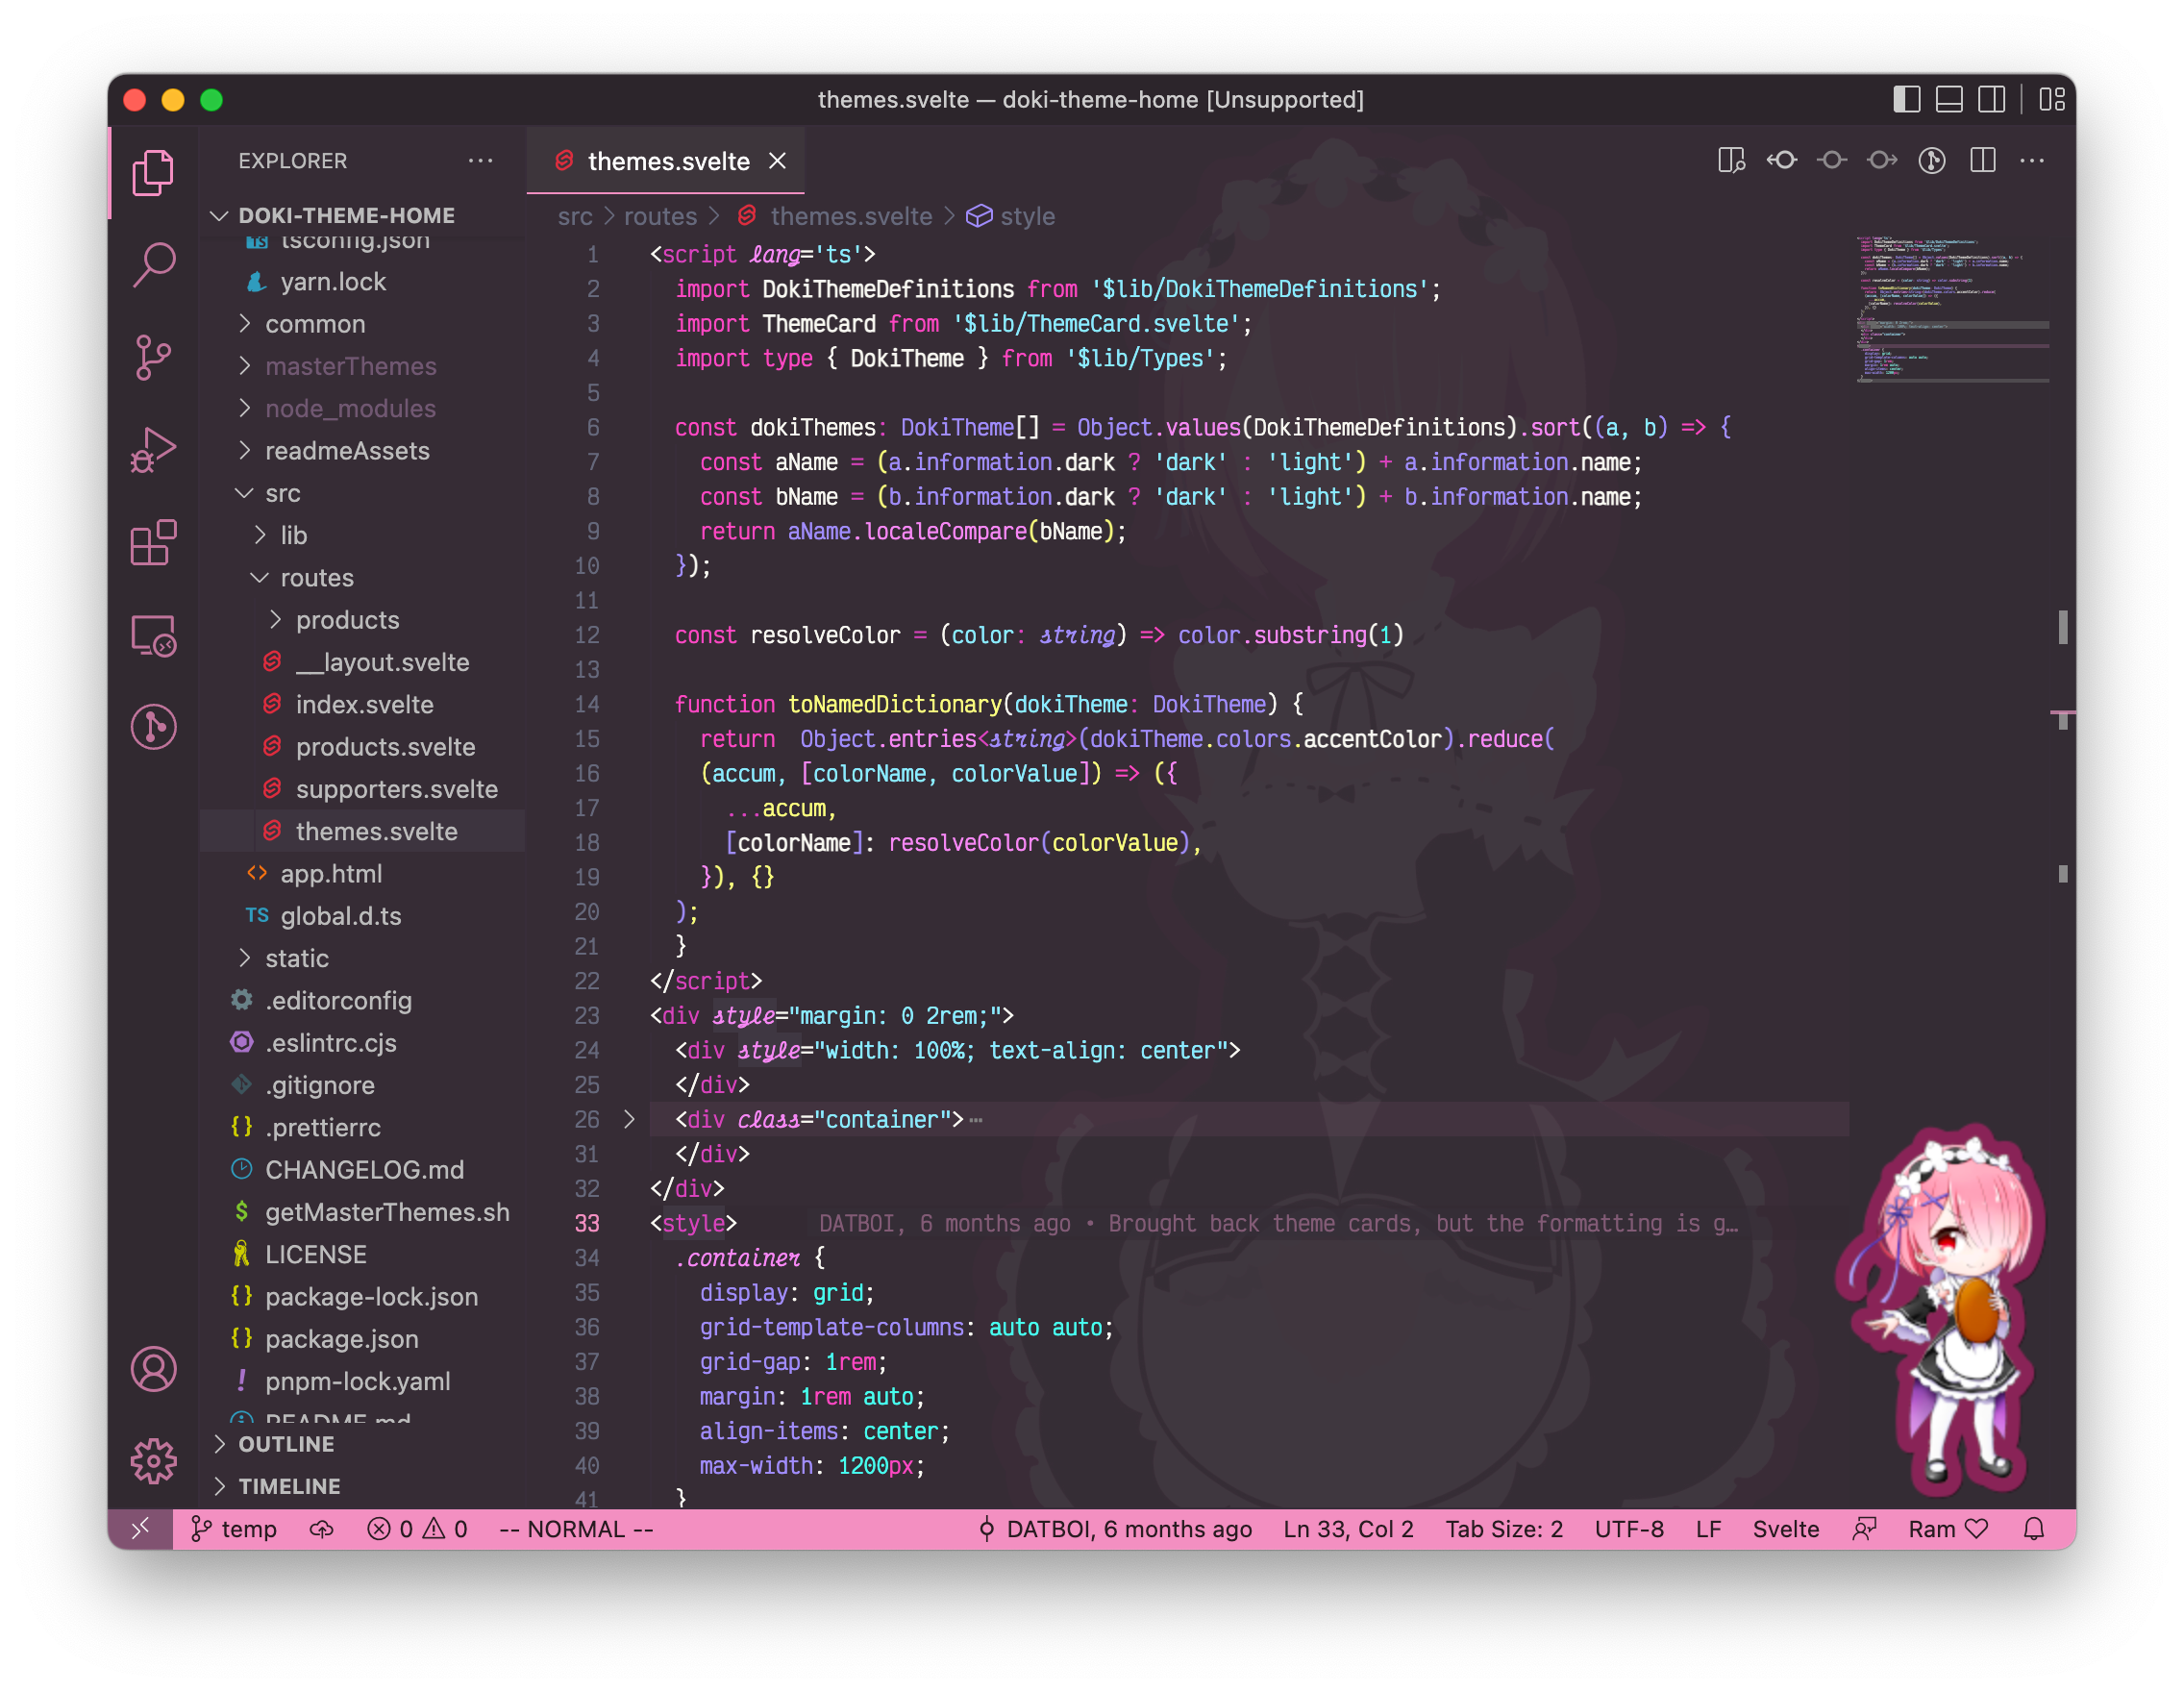 themes.svelte — doki-theme-home [Unsupported]
EXPLORER
DOKI-THEME-HOME
tsconfig.json
yarn.lock
common
masterThemes
node_modules
readmeAssets
src
lib
routes
products
__layout.svelte
index.svelte
products.svelte
supporters.svelte
themes.svelte
app.html
TS global.d.ts
static
.editorconfig
.eslintrc.cjs
.gitignore
{} .prettierrc
CHANGELOG.md
$ getMasterThemes.sh
LICENSE
{} package-lock.json
{} package.json
! pnpm-lock.yaml
README.md
OUTLINE
TIMELINE
themes.svelte
src > routes > themes.svelte > style
1 <script lang='ts'>
2 import DokiThemeDefinitions from '$lib/DokiThemeDefinitions';
3 import ThemeCard from '$lib/ThemeCard.svelte';
4 import type { DokiTheme } from '$lib/Types';
5
6 const dokiThemes: DokiTheme[] = Object.values(DokiThemeDefinitions).sort((a, b) => {
7 const aName = (a.information.dark ? 'dark' : 'light') + a.information.name;
8 const bName = (b.information.dark ? 'dark' : 'light') + b.information.name;
9 return aName.localeCompare(bName);
10 });
11
12 const resolveColor = (color: string) => color.substring(1)
13
14 function toNamedDictionary(dokiTheme: DokiTheme) {
15 return  Object.entries<string>(dokiTheme.colors.accentColor).reduce(
16 (accum, [colorName, colorValue]) => ({
17 ...accum,
18 [colorName]: resolveColor(colorValue),
19 }), {}
20 );
21 }
22 </script>
23 <div style="margin: 0 2rem;">
24 <div style="width: 100%; text-align: center">
25 </div>
26 <div class="container">⋯
31 </div>
32 </div>
33 <style> DATBOI, 6 months ago • Brought back theme cards, but the formatting is g…
34 .container {
35 display: grid;
36 grid-template-columns: auto auto;
37 grid-gap: 1rem;
38 margin: 1rem auto;
39 align-items: center;
40 max-width: 1200px;
41 }
temp 0 0 -- NORMAL -- DATBOI, 6 months ago Ln 33, Col 2 Tab Size: 2 UTF-8 LF Svelte Ram ♡